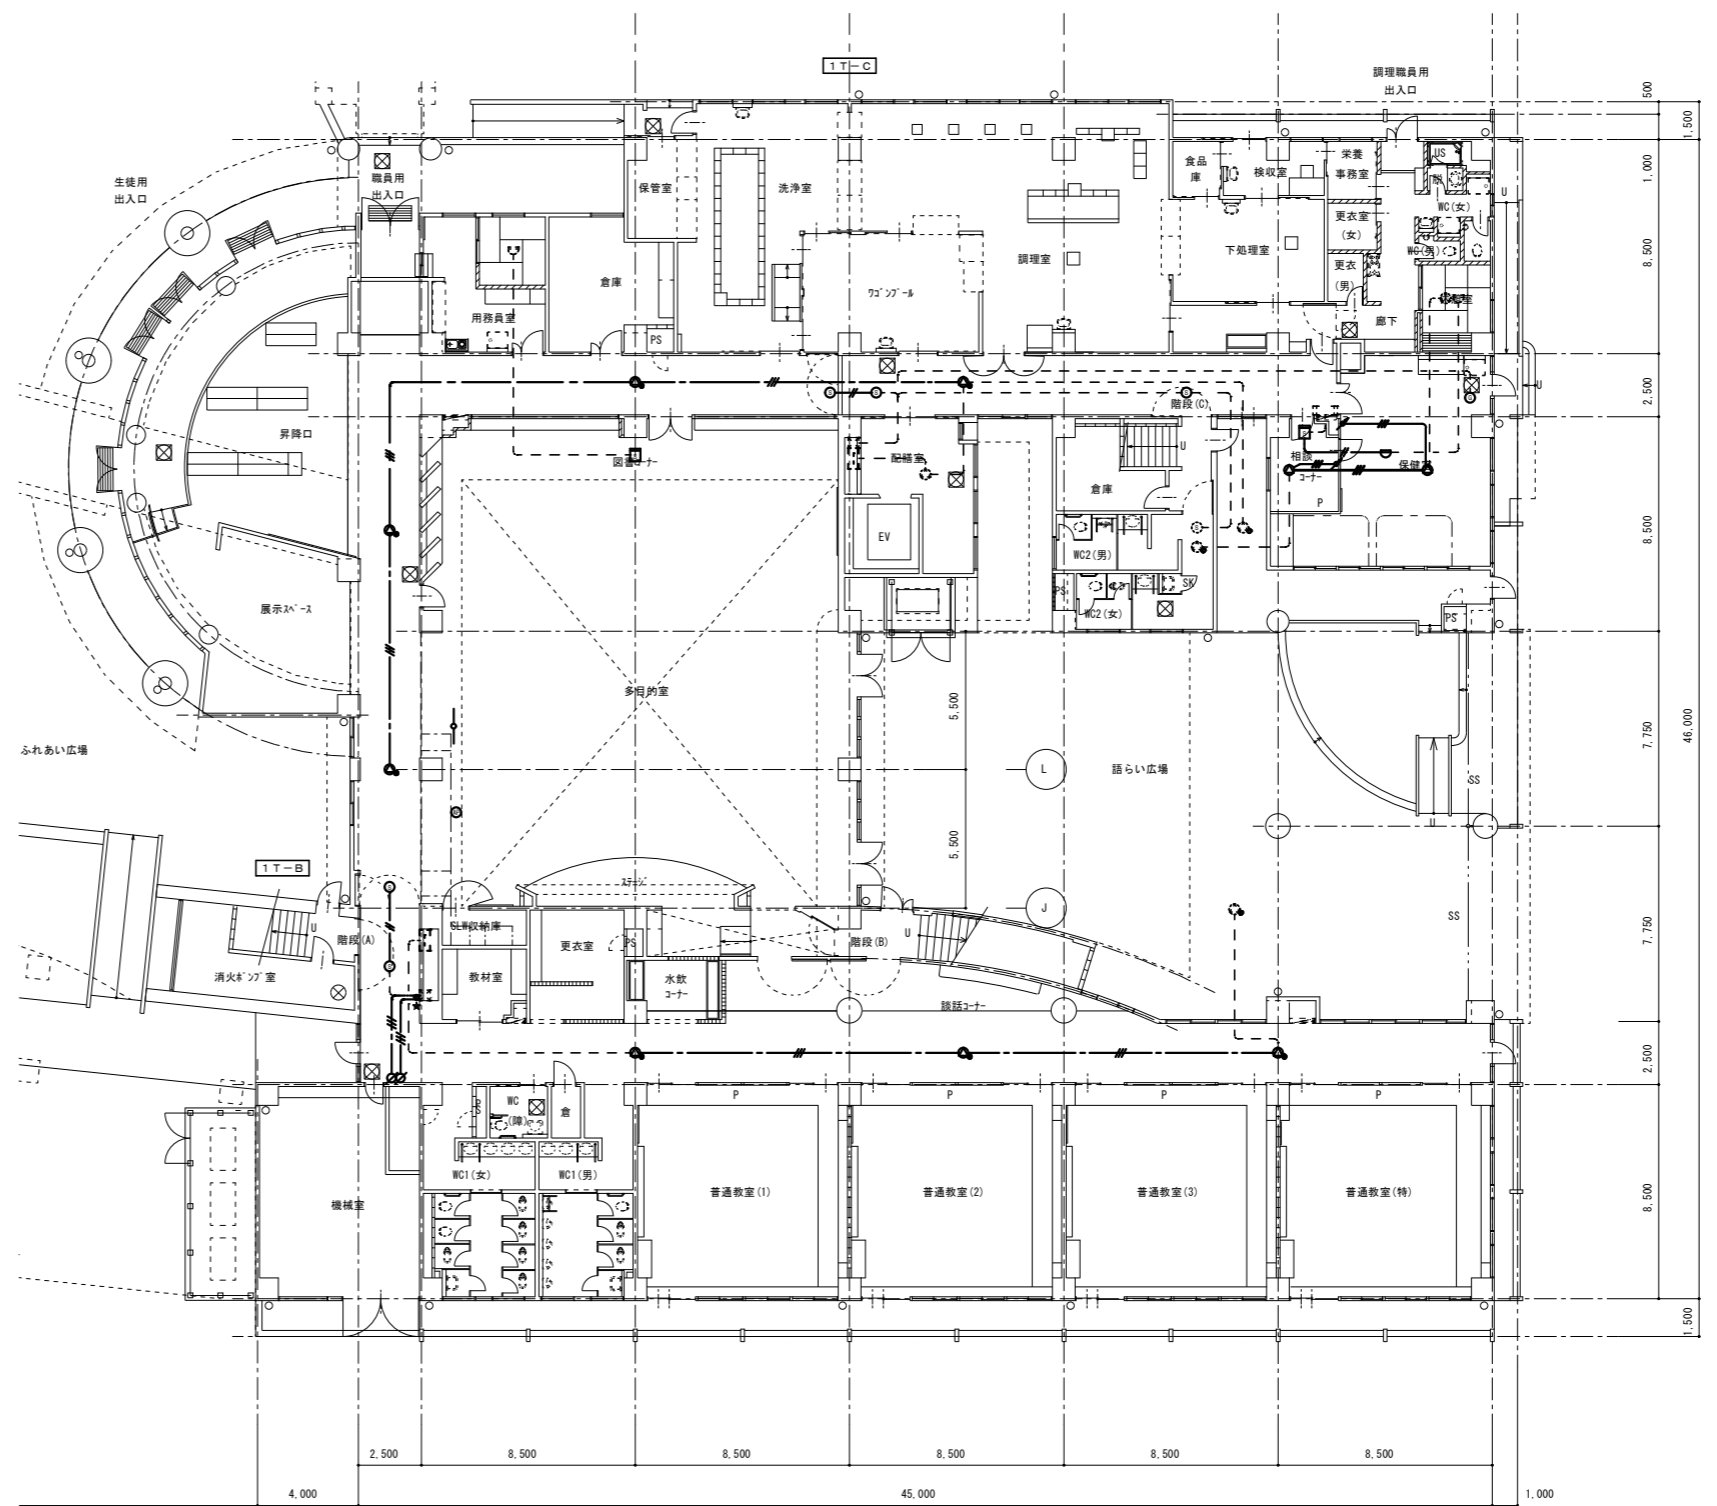 1T-C
調理職員用
出入口
500
1,500
生徒用
出入口
職員用
出入口
保管室
洗浄室
食品
庫
検収室
栄養
事務室
US
脱
WC(女)
U
1,000
更衣室
(女)
WC(男)
下処理室
調理室
更衣
(男)
8,500
倉庫
ワゴンプール
用務員室
PS
廊下
2,500
U
階段(C)
昇降口
U
図書コーナー
配膳室
相談
コーナー
保健室
倉庫
P
EV
8,500
WC2(男)
PS
SK
WC2(女)
展示スペース
PS
多目的室
5,500
7,750
46,000
ふれあい広場
L
語らい広場
SS
U
5,500
1T-B
ステージ
J
SLW収納庫
U
階段(A)
更衣室
PS
階段(B)
U
SS
7,750
消火ポンプ室
教材室
水飲
コーナー
談話コーナー
2,500
PS
WC
(障)
倉
P
P
P
P
WC1(女)
WC1(男)
機械室
普通教室(1)
普通教室(2)
普通教室(3)
普通教室(特)
8,500
1,500
2,500
8,500
8,500
8,500
8,500
8,500
4,000
45,000
1,000